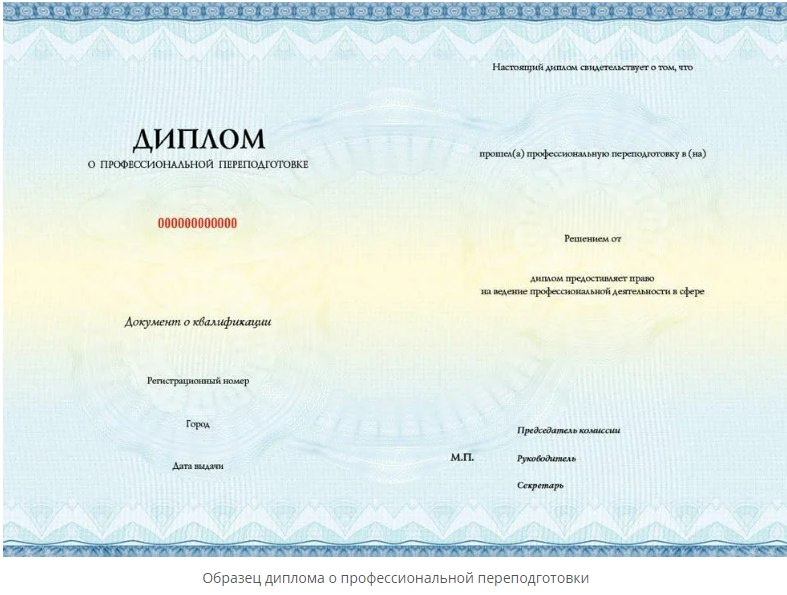 ДИПЛОМ
О ПРОФЕССИОНАЛЬНОЙ ПЕРЕПОДГОТОВКЕ
000000000000
Документ о квалификации
Регистрационный номер
Город
Дата выдачи
Настоящий диплом свидетельствует о том, что
прошел(а) профессиональную переподготовку в (на)
Решением от
диплом предоставляет право
на ведение профессиональной деятельности в сфере
Председатель комиссии
М.П.
Руководитель
Секретарь
Образец диплома о профессиональной переподготовки